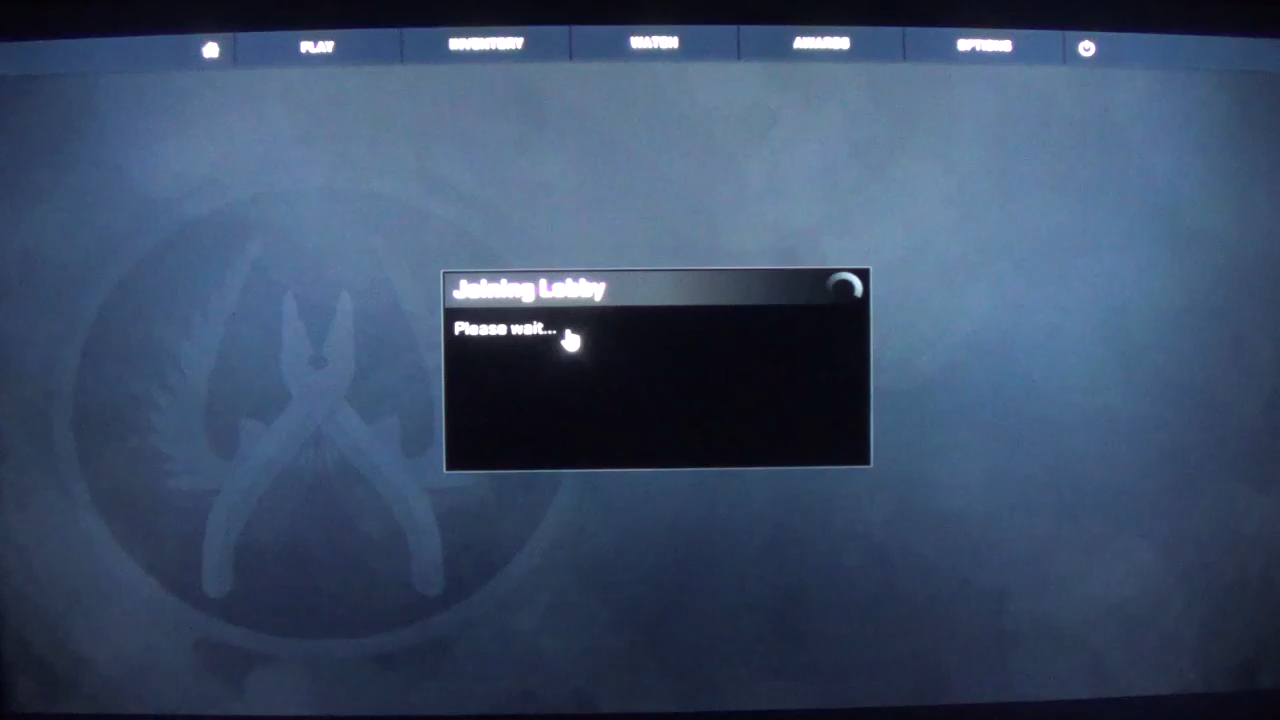 PLAY
INVENTORY
WATCH
AWARDS
OPTIONS
Joining Lobby
Please wait...